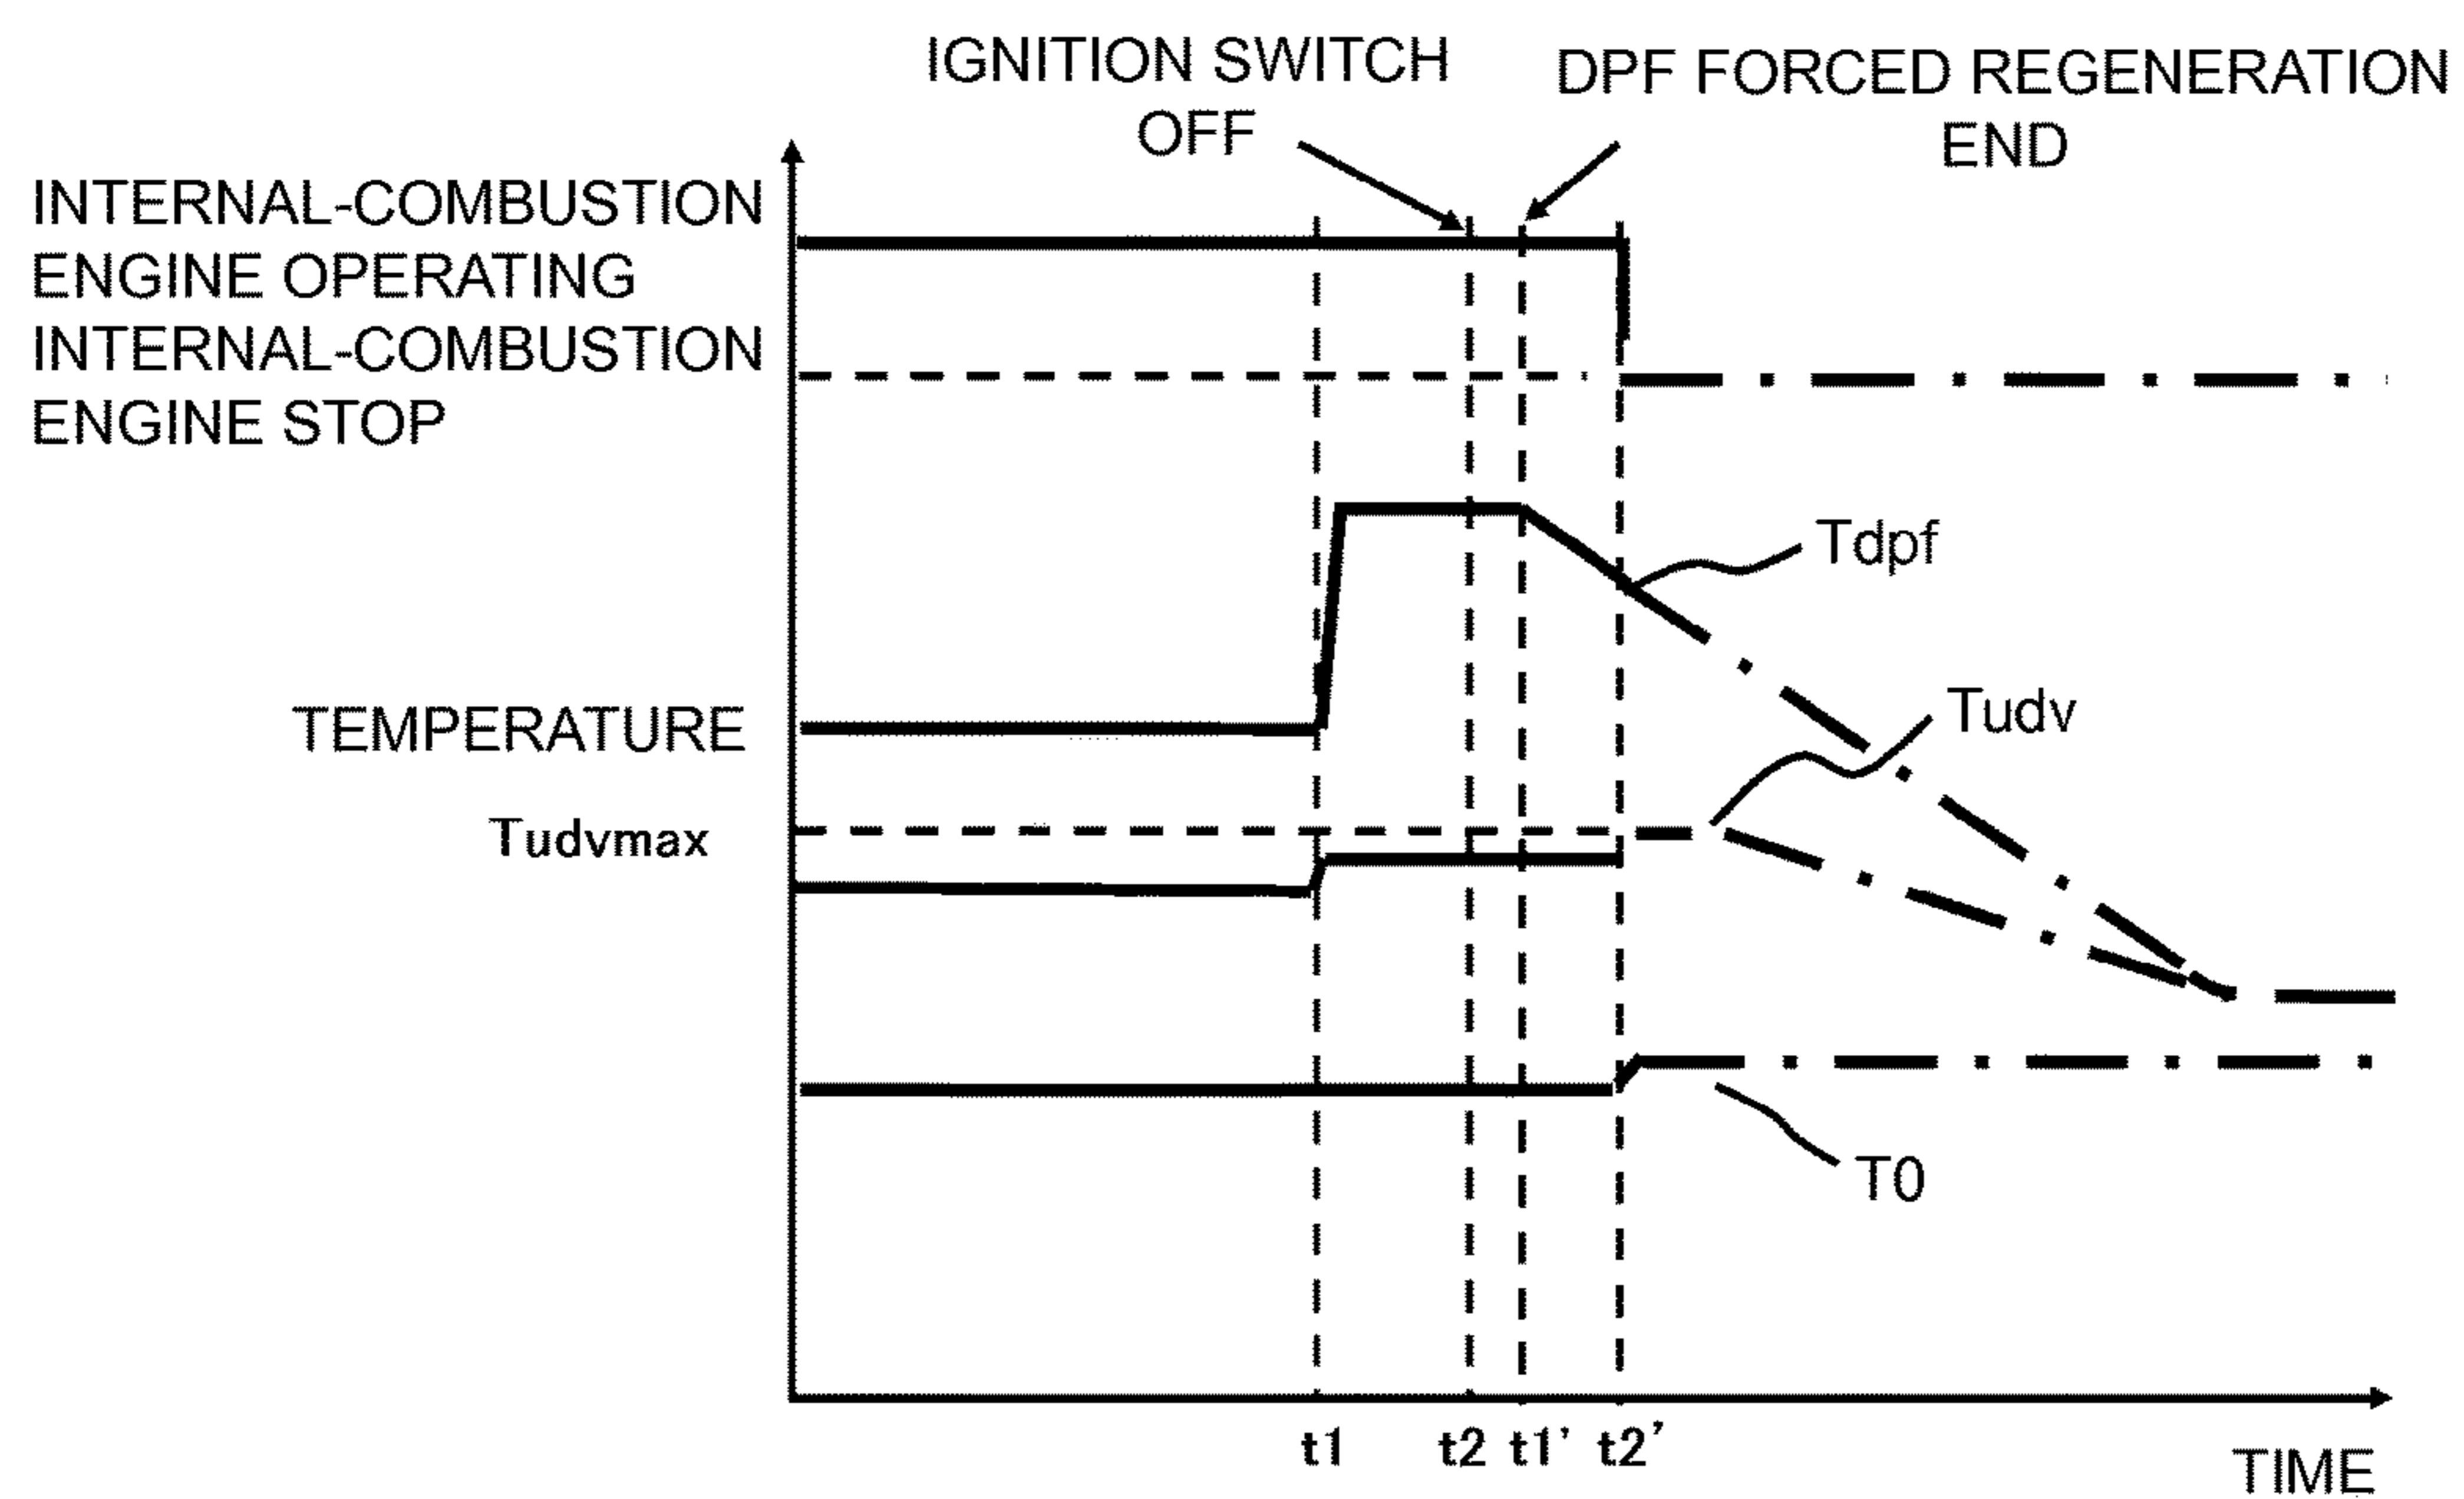 IGNITION SWITCH
OFF
DPF FORCED REGENERATION
END
INTERNAL-COMBUSTION
ENGINE OPERATING
INTERNAL-COMBUSTION
ENGINE STOP
Tdpf
Tudv
TEMPERATURE
Tudvmax
T0
t1 t2 t1' t2'
TIME